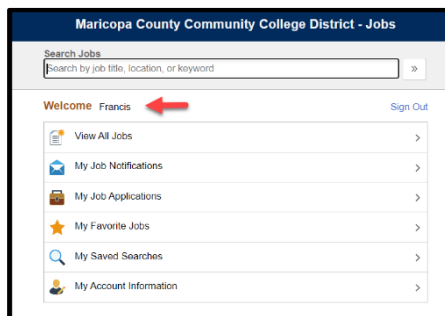 Maricopa County Community College District - Jobs
Search Jobs
Search by job title, location, or keyword
»
Welcome Francis
Sign Out
View All Jobs
My Job Notifications
My Job Applications
My Favorite Jobs
My Saved Searches
My Account Information